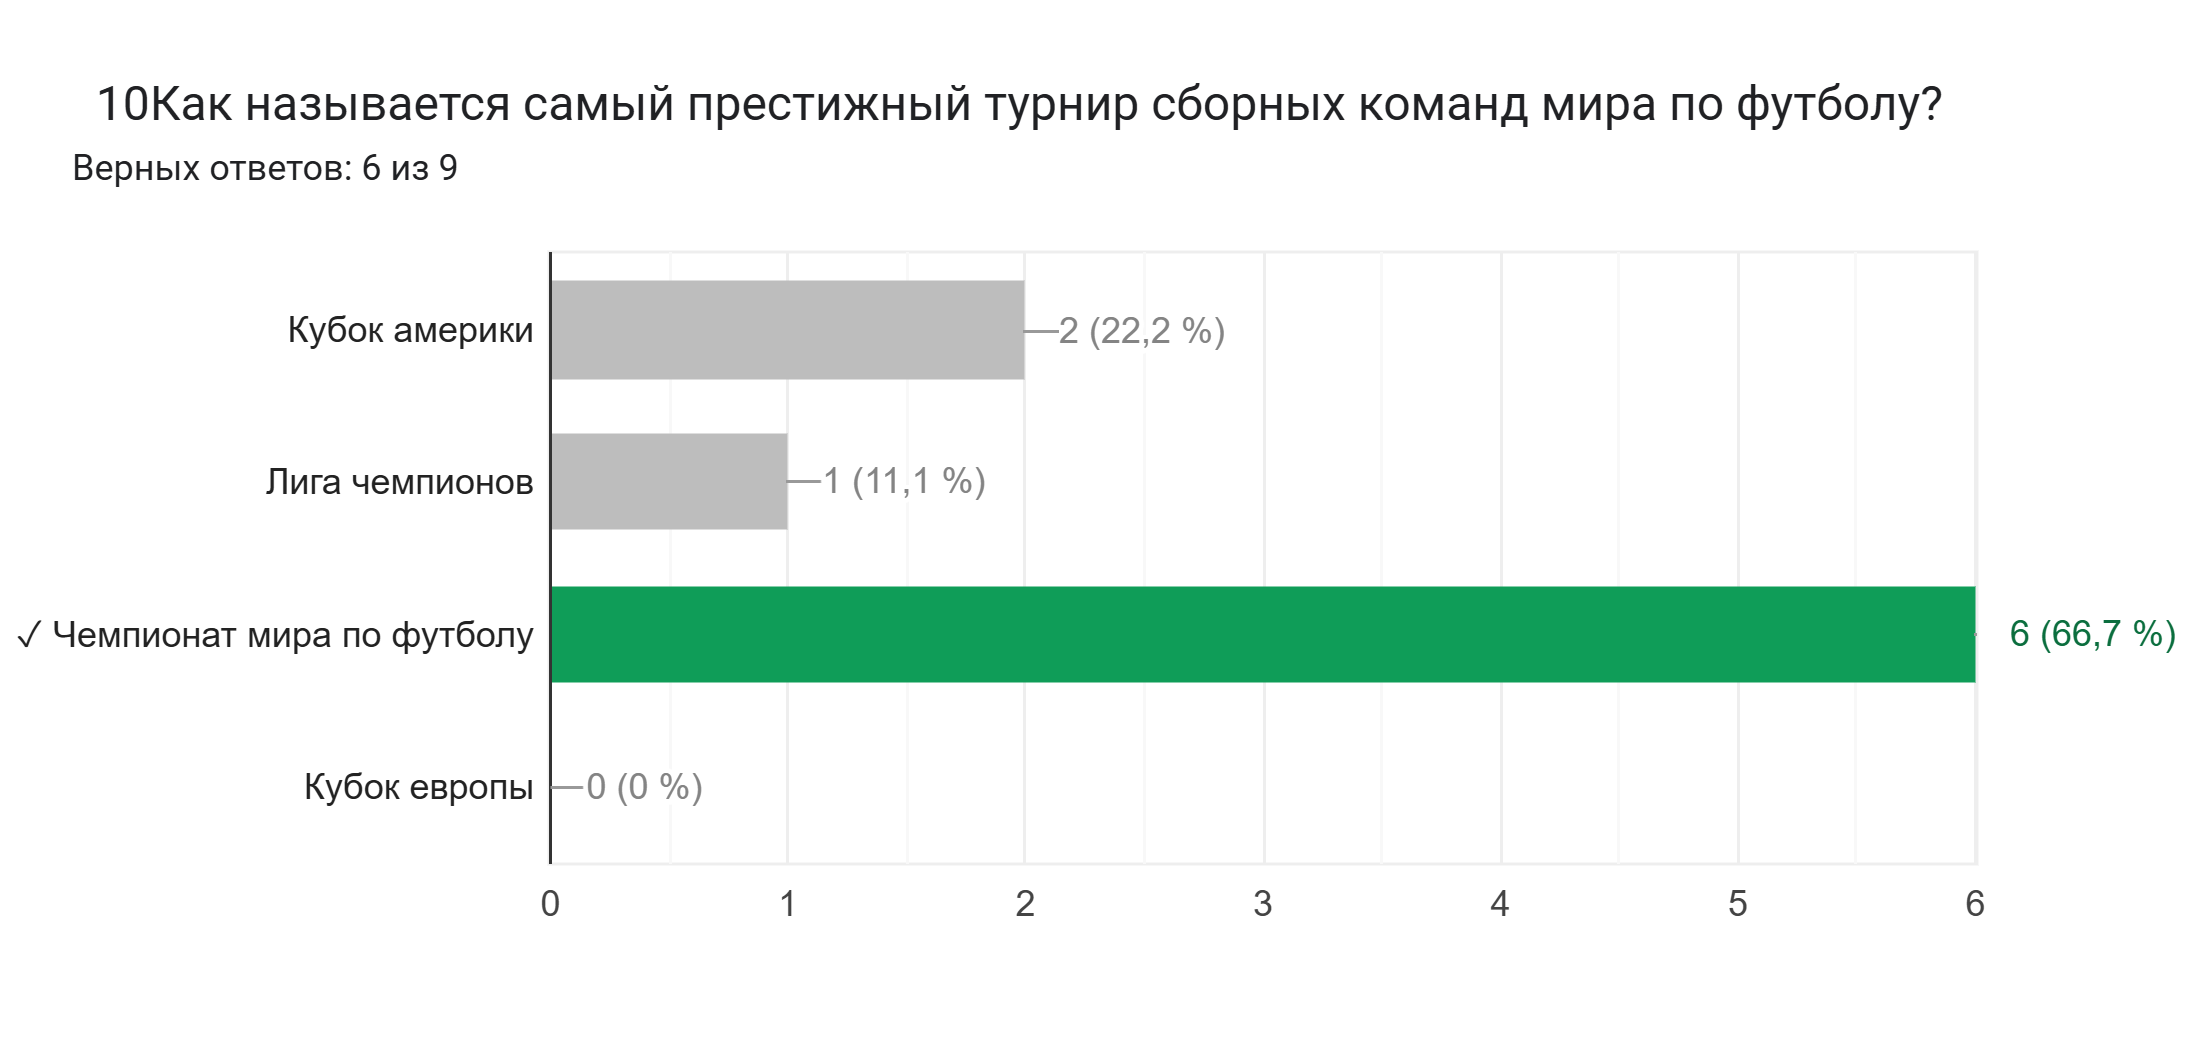 10Как называется самый престижный турнир сборных команд мира по футболу?
Верных ответов: 6 из 9
Кубок америки
2 (22,2 %)
Лига чемпионов
1 (11,1 %)
✓ Чемпионат мира по футболу
6 (66,7 %)
Кубок европы
0 (0 %)
0 1 2 3 4 5 6